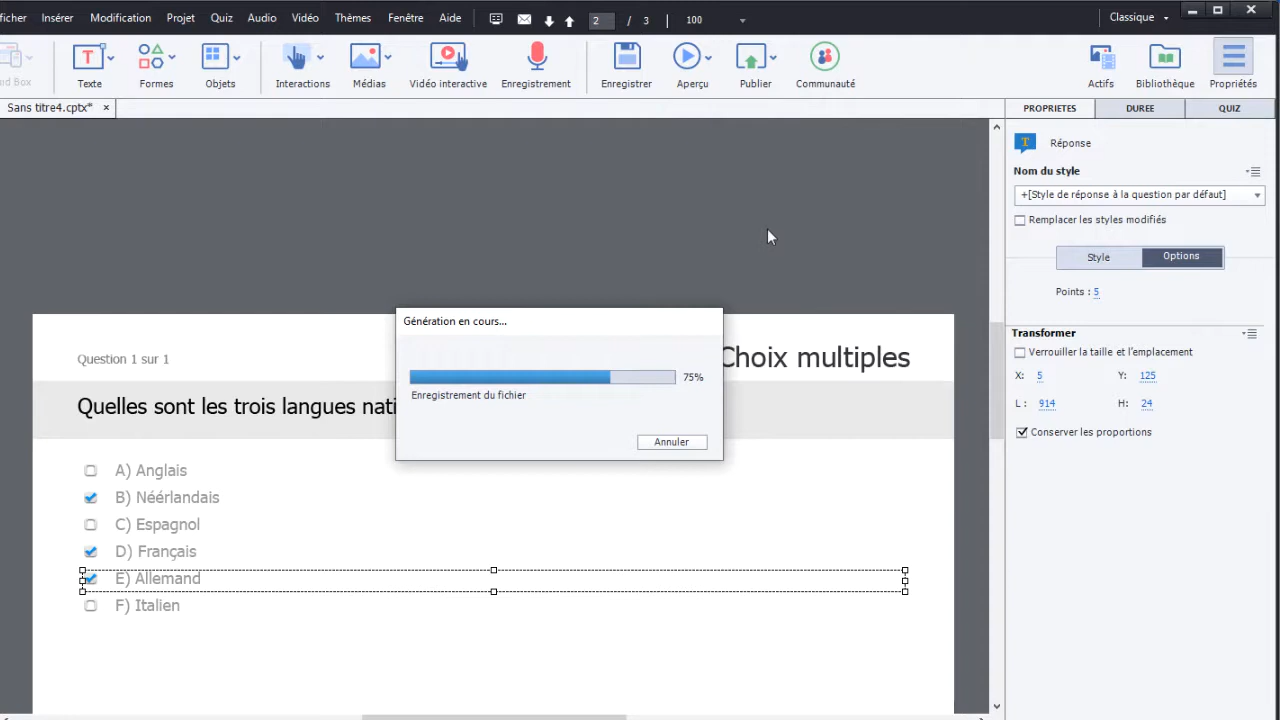 ficher Insérer Modification Projet Quiz Audio Vidéo Thèmes Fenêtre Aide 2 / 3 100 Classique
ed Box Texte Formes Objets Interactions Médias Vidéo interactive Enregistrement Enregistrer Aperçu Publier Communauté Actifs Bibliothèque Propriétés
Sans titre4.cptx* ×
PROPRIETES DUREE QUIZ
T Réponse
Nom du style
+[Style de réponse à la question par défaut]
Remplacer les styles modifiés
Style Options
Points : 5
Transformer
Verrouiller la taille et l'emplacement
X: 5 Y: 125
L : 914 H: 24
Conserver les proportions
Génération en cours...
75%
Enregistrement du fichier
Annuler
Question 1 sur 1
Choix multiples
Quelles sont les trois langues nati
A) Anglais
B) Néérlandais
C) Espagnol
D) Français
E) Allemand
F) Italien